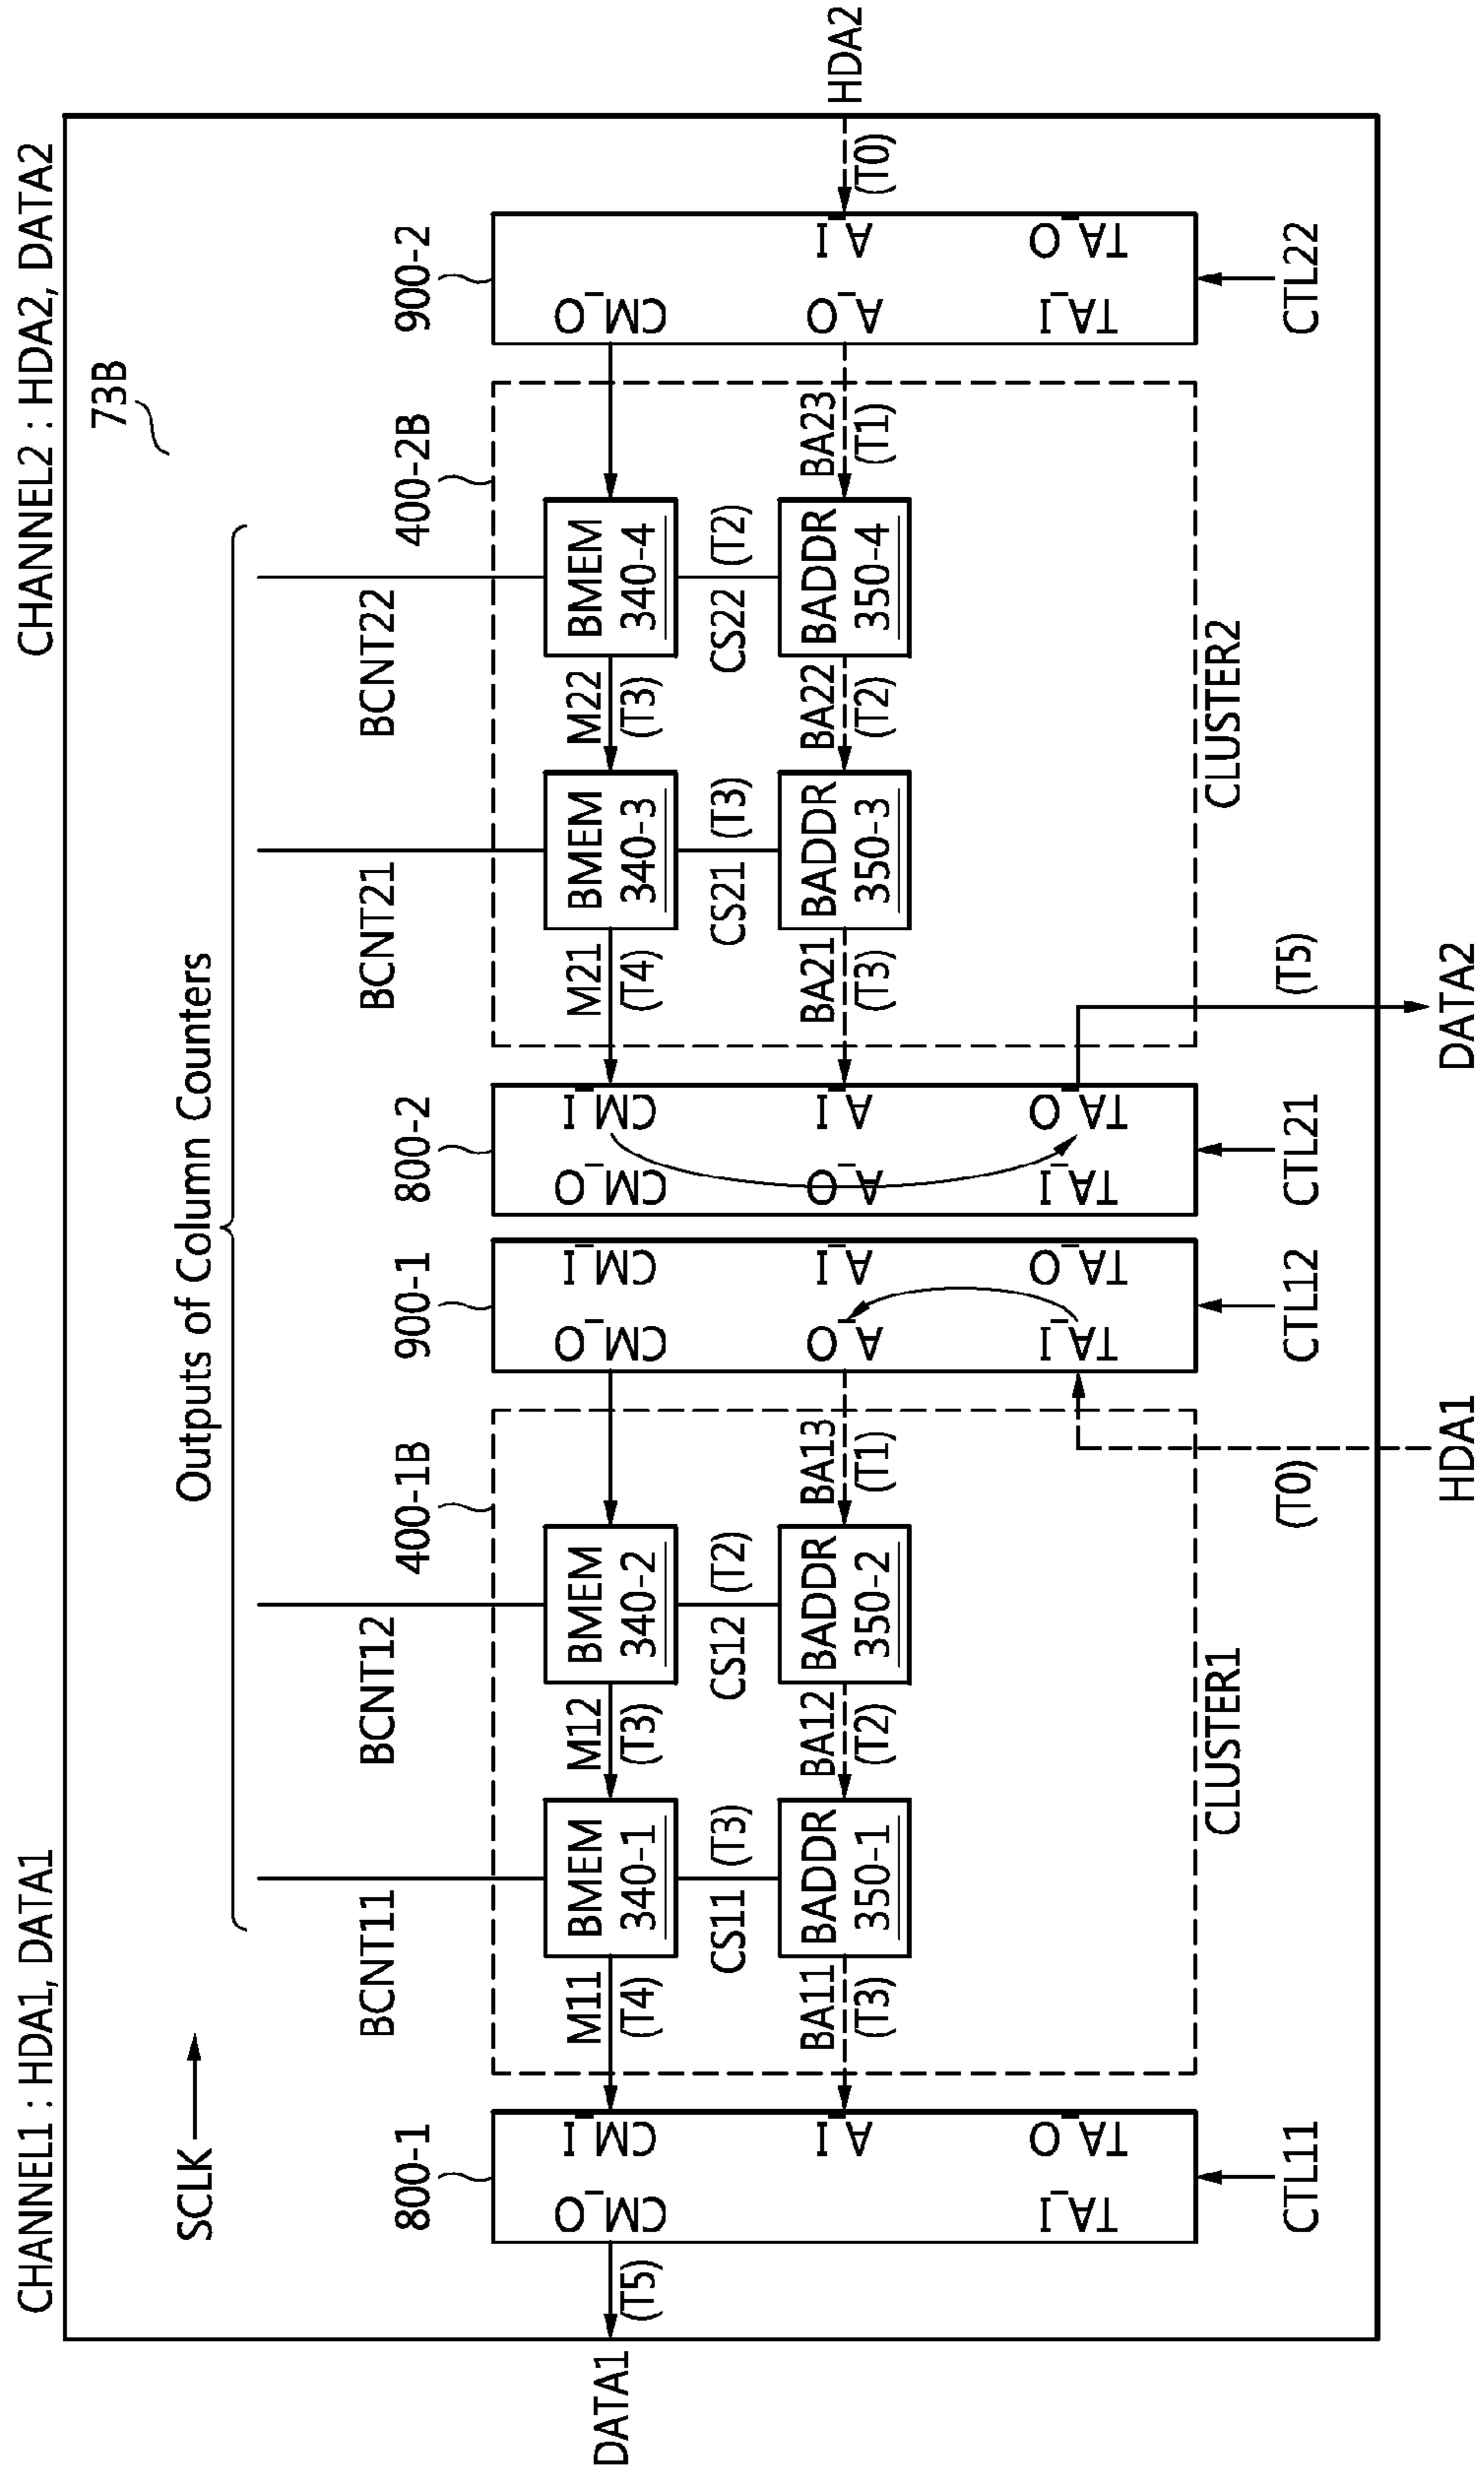 CHANNEL1 : HDA1, DATA1
CHANNEL2 : HDA2, DATA2
73B
SCLK
Outputs of Column Counters
BCNT11
BCNT12
BCNT21
BCNT22
800-1
400-1B
900-1
800-2
400-2B
900-2
DATA1
(T5)
CM_O
CM_I
M11
(T4)
BMEM
340-1
M12
(T3)
BMEM
340-2
CM_O
CM_I
CM_O
CM_I
M21
(T4)
BMEM
340-3
M22
(T3)
BMEM
340-4
CM_O
CS11
(T3)
CS12
(T2)
CS21
(T3)
CS22
(T2)
A_I
BA11
(T3)
BADDR
350-1
BA12
(T2)
BADDR
350-2
BA13
(T1)
A_O
A_I
A_O
A_I
BA21
(T3)
BADDR
350-3
BA22
(T2)
BADDR
350-4
BA23
(T1)
A_O
A_I
(T0)
HDA2
TA_I
TA_O
TA_I
TA_O
TA_I
TA_O
TA_I
TA_O
CLUSTER1
CLUSTER2
CTL11
(T0)
CTL12
CTL21
(T5)
CTL22
HDA1
DATA2